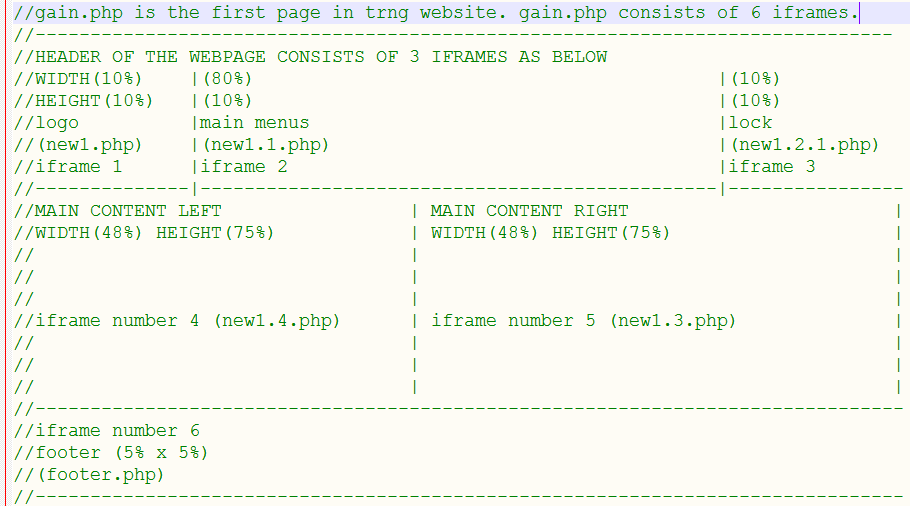 //gain.php is the first page in trng website. gain.php consists of 6 iframes.
//------------------------------------------------------------------------------
//HEADER OF THE WEBPAGE CONSISTS OF 3 IFRAMES AS BELOW
//WIDTH(10%)    |(80%)                                          |(10%)
//HEIGHT(10%)   |(10%)                                          |(10%)
//logo          |main menus                                     |lock
//(new1.php)    |(new1.1.php)                                   |(new1.2.1.php)
//iframe 1      |iframe 2                                       |iframe 3
//--------------|-----------------------------------------------|----------------
//MAIN CONTENT LEFT                 | MAIN CONTENT RIGHT                        |
//WIDTH(48%) HEIGHT(75%)            | WIDTH(48%) HEIGHT(75%)                    |
//                                  |                                           |
//                                  |                                           |
//                                  |                                           |
//iframe number 4 (new1.4.php)      | iframe number 5 (new1.3.php)              |
//                                  |                                           |
//                                  |                                           |
//                                  |                                           |
//-------------------------------------------------------------------------------
//iframe number 6
//footer (5% x 5%)
//(footer.php)
//-------------------------------------------------------------------------------